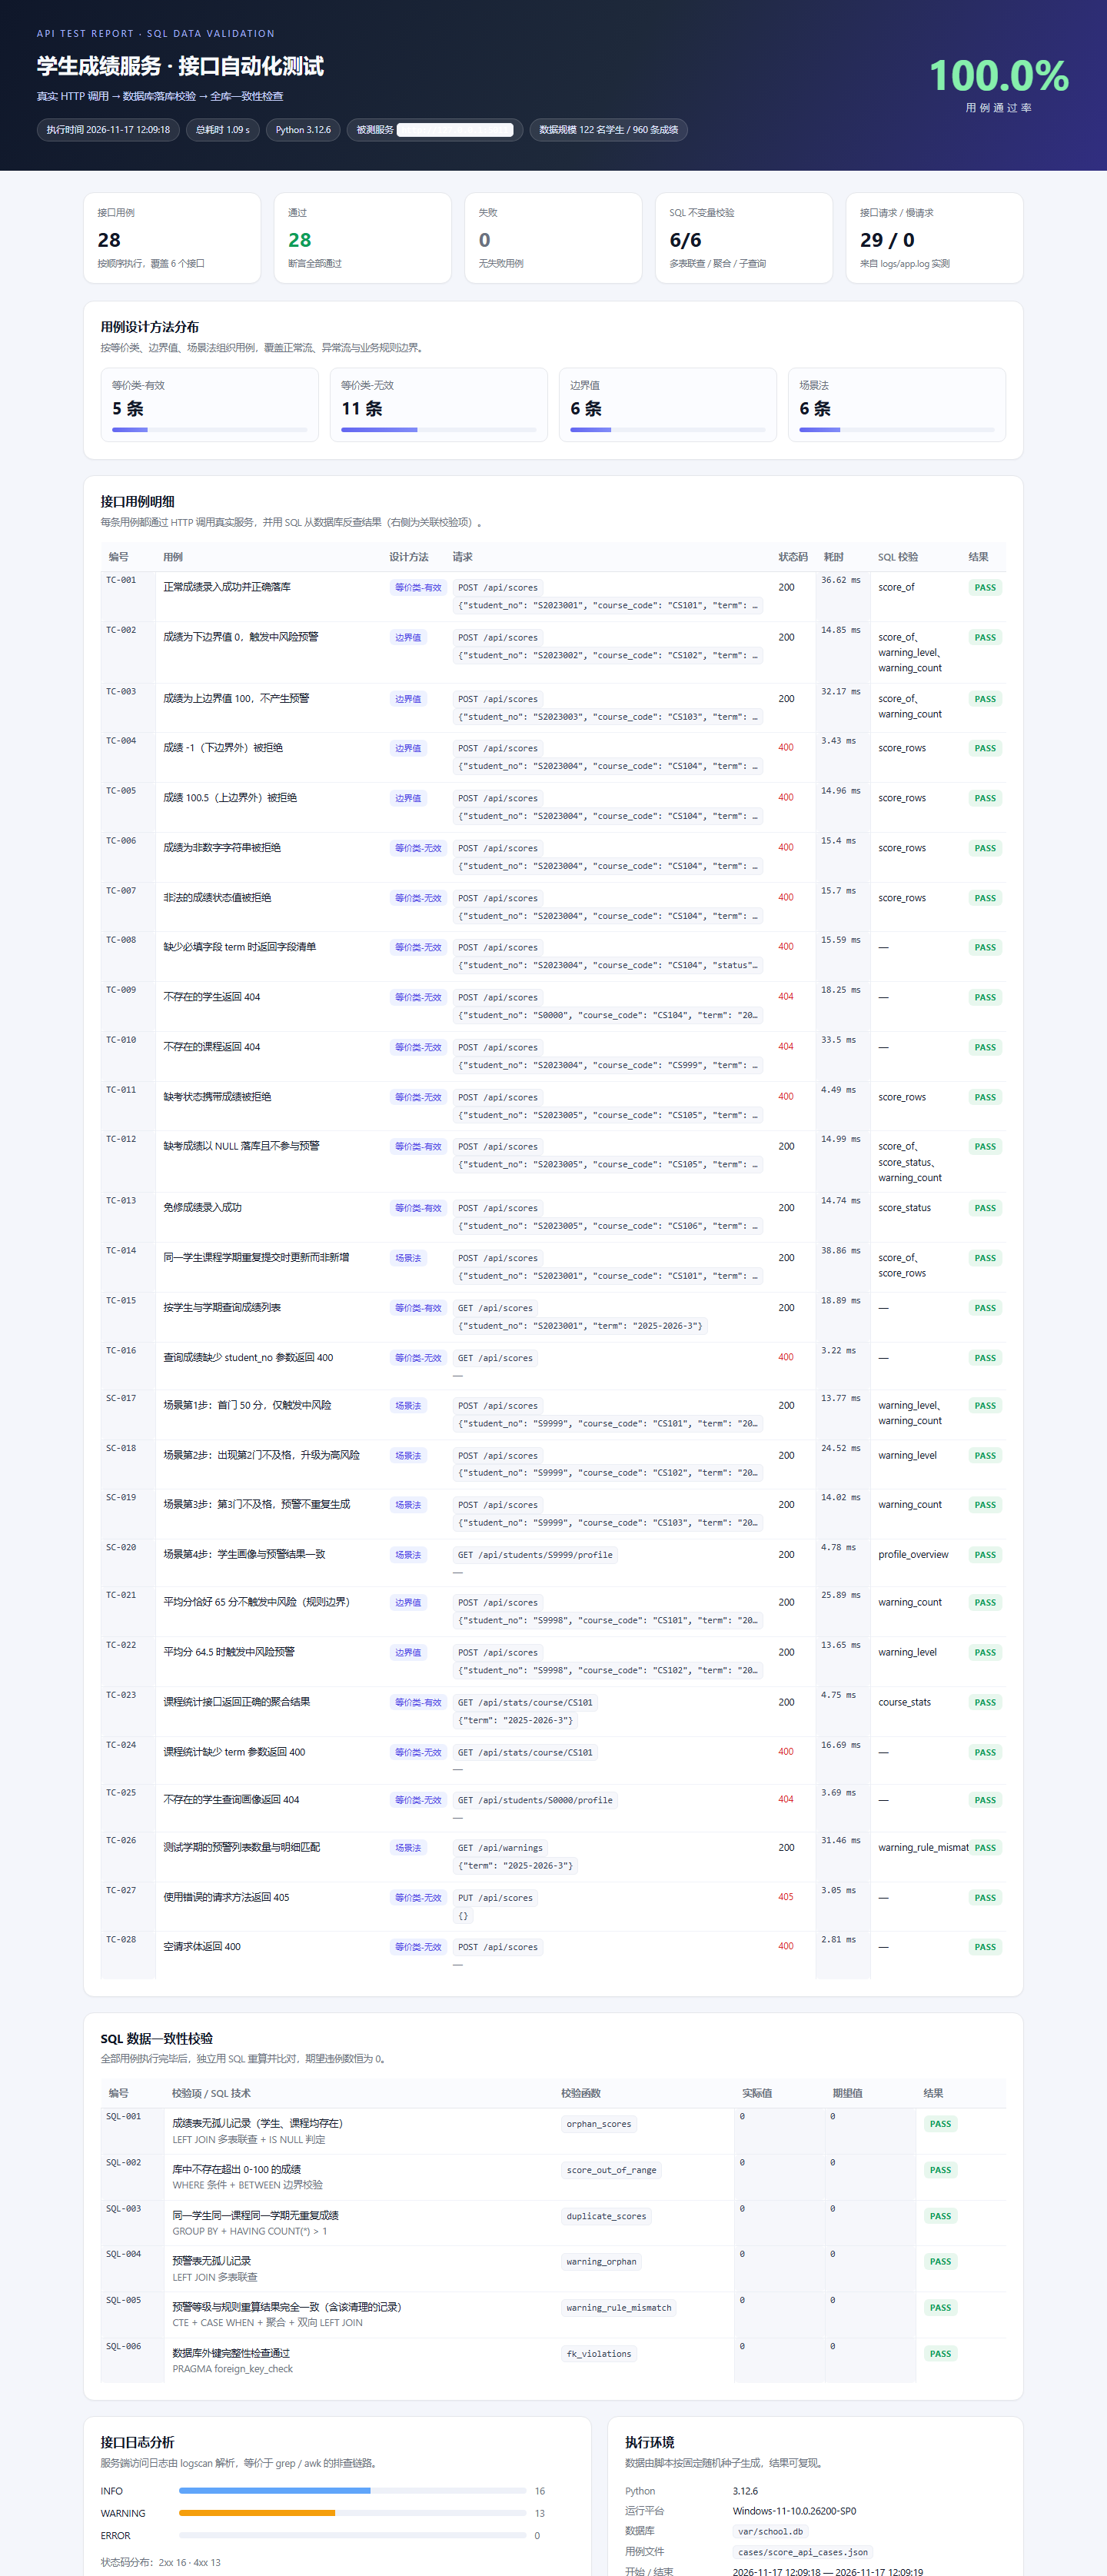 API TEST REPORT · SQL DATA VALIDATION
学生成绩服务 · 接口自动化测试
真实 HTTP 调用 → 数据库落库校验 → 全库一致性检查
执行时间 2026-11-17 12:09:18 总耗时 1.09 s Python 3.12.6 被测服务 数据规模 122 名学生 / 960 条成绩
100.0%
用例通过率
接口用例
28
按顺序执行，覆盖 6 个接口
通过
28
断言全部通过
失败
0
无失败用例
SQL 不变量校验
6/6
多表联查 / 聚合 / 子查询
接口请求 / 慢请求
29 / 0
来自 logs/app.log 实测
用例设计方法分布
按等价类、边界值、场景法组织用例，覆盖正常流、异常流与业务规则边界。
等价类-有效
5 条
等价类-无效
11 条
边界值
6 条
场景法
6 条
接口用例明细
每条用例都通过 HTTP 调用真实服务，并用 SQL 从数据库反查结果（右侧为关联校验项）。
编号 用例 设计方法 请求 状态码 耗时 SQL 校验 结果
TC-001 正常成绩录入成功并正确落库 等价类-有效 POST /api/scores 200 36.62 ms score_of PASS
{"student_no": "S2023001", "course_code": "CS101", "term": …
TC-002 成绩为下边界值 0，触发中风险预警 边界值 POST /api/scores 200 14.85 ms score_of、 PASS
{"student_no": "S2023002", "course_code": "CS102", "term": … warning_level、
warning_count
TC-003 成绩为上边界值 100，不产生预警 边界值 POST /api/scores 200 32.17 ms score_of、 PASS
{"student_no": "S2023003", "course_code": "CS103", "term": … warning_count
TC-004 成绩 -1（下边界外）被拒绝 边界值 POST /api/scores 400 3.43 ms score_rows PASS
{"student_no": "S2023004", "course_code": "CS104", "term": …
TC-005 成绩 100.5（上边界外）被拒绝 边界值 POST /api/scores 400 14.96 ms score_rows PASS
{"student_no": "S2023004", "course_code": "CS104", "term": …
TC-006 成绩为非数字字符串被拒绝 等价类-无效 POST /api/scores 400 15.4 ms score_rows PASS
{"student_no": "S2023004", "course_code": "CS104", "term": …
TC-007 非法的成绩状态值被拒绝 等价类-无效 POST /api/scores 400 15.7 ms score_rows PASS
{"student_no": "S2023004", "course_code": "CS104", "term": …
TC-008 缺少必填字段 term 时返回字段清单 等价类-无效 POST /api/scores 400 15.59 ms — PASS
{"student_no": "S2023004", "course_code": "CS104", "status"…
TC-009 不存在的学生返回 404 等价类-无效 POST /api/scores 404 18.25 ms — PASS
{"student_no": "S0000", "course_code": "CS104", "term": "20…
TC-010 不存在的课程返回 404 等价类-无效 POST /api/scores 404 33.5 ms — PASS
{"student_no": "S2023004", "course_code": "CS999", "term": …
TC-011 缺考状态携带成绩被拒绝 等价类-无效 POST /api/scores 400 4.49 ms score_rows PASS
{"student_no": "S2023005", "course_code": "CS105", "term": …
TC-012 缺考成绩以 NULL 落库且不参与预警 等价类-有效 POST /api/scores 200 14.99 ms score_of、 PASS
{"student_no": "S2023005", "course_code": "CS105", "term": … score_status、
warning_count
TC-013 免修成绩录入成功 等价类-有效 POST /api/scores 200 14.74 ms score_status PASS
{"student_no": "S2023005", "course_code": "CS106", "term": …
TC-014 同一学生课程学期重复提交时更新而非新增 场景法 POST /api/scores 200 38.86 ms score_of、 PASS
{"student_no": "S2023001", "course_code": "CS101", "term": … score_rows
TC-015 按学生与学期查询成绩列表 等价类-有效 GET /api/scores 200 18.89 ms — PASS
{"student_no": "S2023001", "term": "2025-2026-3"}
TC-016 查询成绩缺少 student_no 参数返回 400 等价类-无效 GET /api/scores 400 3.22 ms — PASS
—
SC-017 场景第1步：首门 50 分，仅触发中风险 场景法 POST /api/scores 200 13.77 ms warning_level、 PASS
{"student_no": "S9999", "course_code": "CS101", "term": "20… warning_count
SC-018 场景第2步：出现第2门不及格，升级为高风险 场景法 POST /api/scores 200 24.52 ms warning_level PASS
{"student_no": "S9999", "course_code": "CS102", "term": "20…
SC-019 场景第3步：第3门不及格，预警不重复生成 场景法 POST /api/scores 200 14.02 ms warning_count PASS
{"student_no": "S9999", "course_code": "CS103", "term": "20…
SC-020 场景第4步：学生画像与预警结果一致 场景法 GET /api/students/S9999/profile 200 4.78 ms profile_overview PASS
—
TC-021 平均分恰好 65 分不触发中风险（规则边界） 边界值 POST /api/scores 200 25.89 ms warning_count PASS
{"student_no": "S9998", "course_code": "CS101", "term": "20…
TC-022 平均分 64.5 时触发中风险预警 边界值 POST /api/scores 200 13.65 ms warning_level PASS
{"student_no": "S9998", "course_code": "CS102", "term": "20…
TC-023 课程统计接口返回正确的聚合结果 等价类-有效 GET /api/stats/course/CS101 200 4.75 ms course_stats PASS
{"term": "2025-2026-3"}
TC-024 课程统计缺少 term 参数返回 400 等价类-无效 GET /api/stats/course/CS101 400 16.69 ms — PASS
—
TC-025 不存在的学生查询画像返回 404 等价类-无效 GET /api/students/S0000/profile 404 3.69 ms — PASS
—
TC-026 测试学期的预警列表数量与明细匹配 场景法 GET /api/warnings 200 31.46 ms warning_rule_mismat PASS
{"term": "2025-2026-3"}
TC-027 使用错误的请求方法返回 405 等价类-无效 PUT /api/scores 405 3.05 ms — PASS
{}
TC-028 空请求体返回 400 等价类-无效 POST /api/scores 400 2.81 ms — PASS
—
SQL 数据一致性校验
全部用例执行完毕后，独立用 SQL 重算并比对，期望违例数恒为 0。
编号 校验项 / SQL 技术 校验函数 实际值 期望值 结果
SQL-001 成绩表无孤儿记录（学生、课程均存在） orphan_scores 0 0 PASS
LEFT JOIN 多表联查 + IS NULL 判定
SQL-002 库中不存在超出 0-100 的成绩 score_out_of_range 0 0 PASS
WHERE 条件 + BETWEEN 边界校验
SQL-003 同一学生同一课程同一学期无重复成绩 duplicate_scores 0 0 PASS
GROUP BY + HAVING COUNT(*) > 1
SQL-004 预警表无孤儿记录 warning_orphan 0 0 PASS
LEFT JOIN 多表联查
SQL-005 预警等级与规则重算结果完全一致（含该清理的记录） warning_rule_mismatch 0 0 PASS
CTE + CASE WHEN + 聚合 + 双向 LEFT JOIN
SQL-006 数据库外键完整性检查通过 fk_violations 0 0 PASS
PRAGMA foreign_key_check
接口日志分析
服务端访问日志由 logscan 解析，等价于 grep / awk 的排查链路。
INFO 16
WARNING 13
ERROR 0
状态码分布：2xx 16 · 4xx 13
执行环境
数据由脚本按固定随机种子生成，结果可复现。
Python 3.12.6
运行平台 Windows-11-10.0.26200-SP0
数据库 var/school.db
用例文件 cases/score_api_cases.json
开始 / 结束 2026-11-17 12:09:18 — 2026-11-17 12:09:19